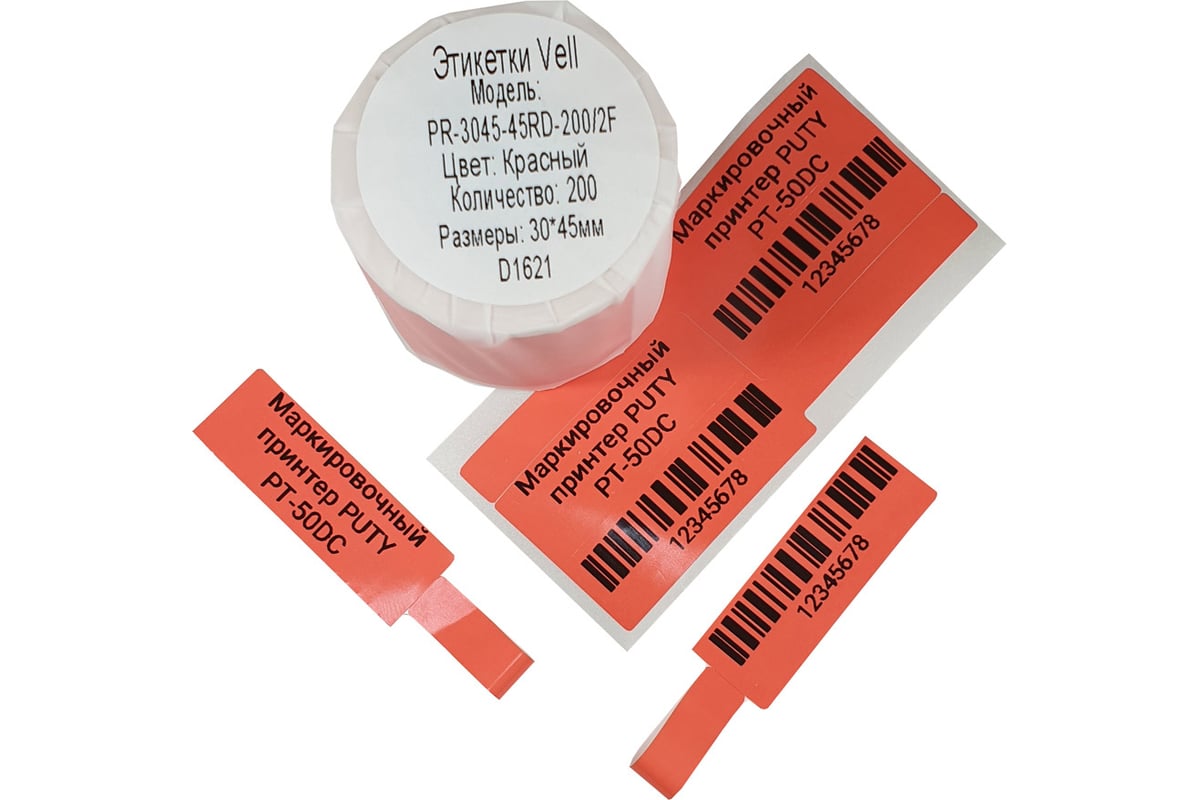 Этикетки Vell
Модель:
PR-3045-45RD-200/2F
Цвет: Красный
Количество: 200
Размеры: 30*45мм
D1621
Маркировочный
принтер PUTY
PT-50DC
12345678
Маркировочный
принтер PUTY
PT-50DC
12345678
Маркировочный
принтер PUTY
PT-50DC
12345678